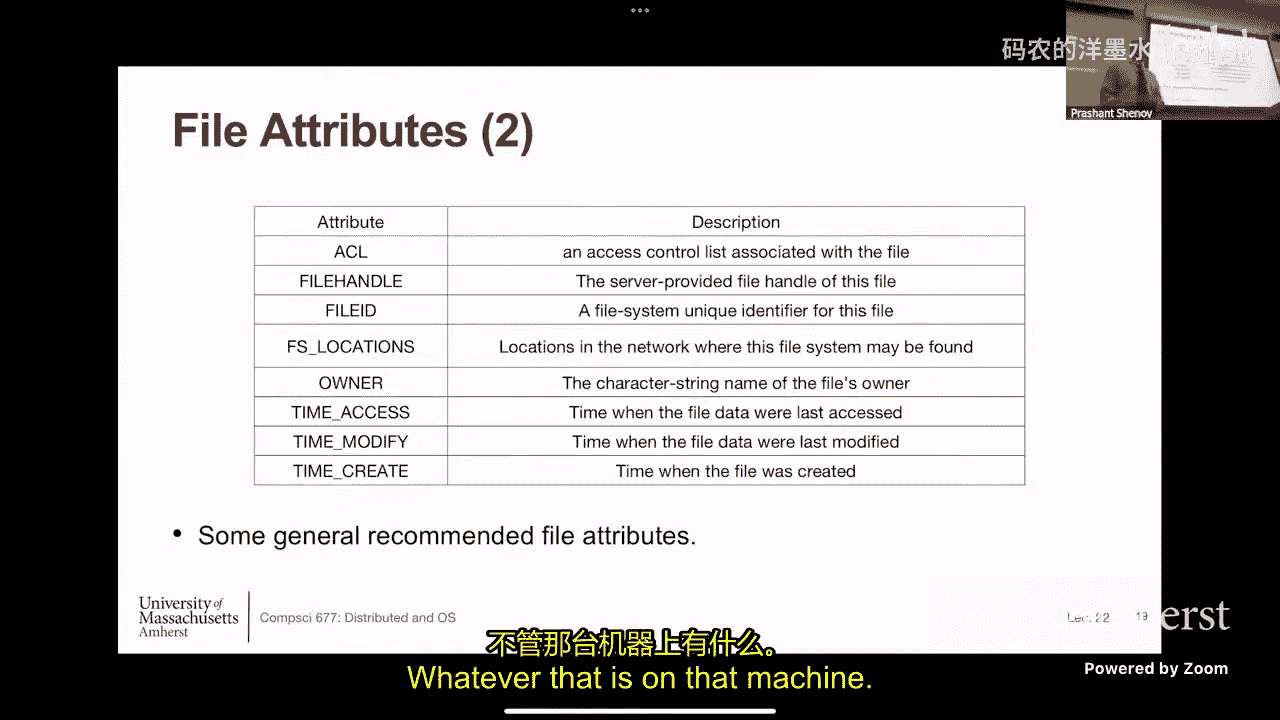 码农的洋墨水
Prashant Shenoy
File Attributes (2)
Attribute Description
ACL an access control list associated with the file
FILEHANDLE The server-provided file handle of this file
FILEID A file-system unique identifier for this file
FS_LOCATIONS Locations in the network where this file system may be found
OWNER The character-string name of the file's owner
TIME_ACCESS Time when the file data were last accessed
TIME_MODIFY Time when the file data were last modified
TIME_CREATE Time when the file was created
• Some general recommended file attributes.
University of
Massachusetts
Amherst
Compsci 677: Distributed and OS
Lec. 22
19
erst
不管那台机器上有什么。
Whatever that is on that machine.
Powered by Zoom